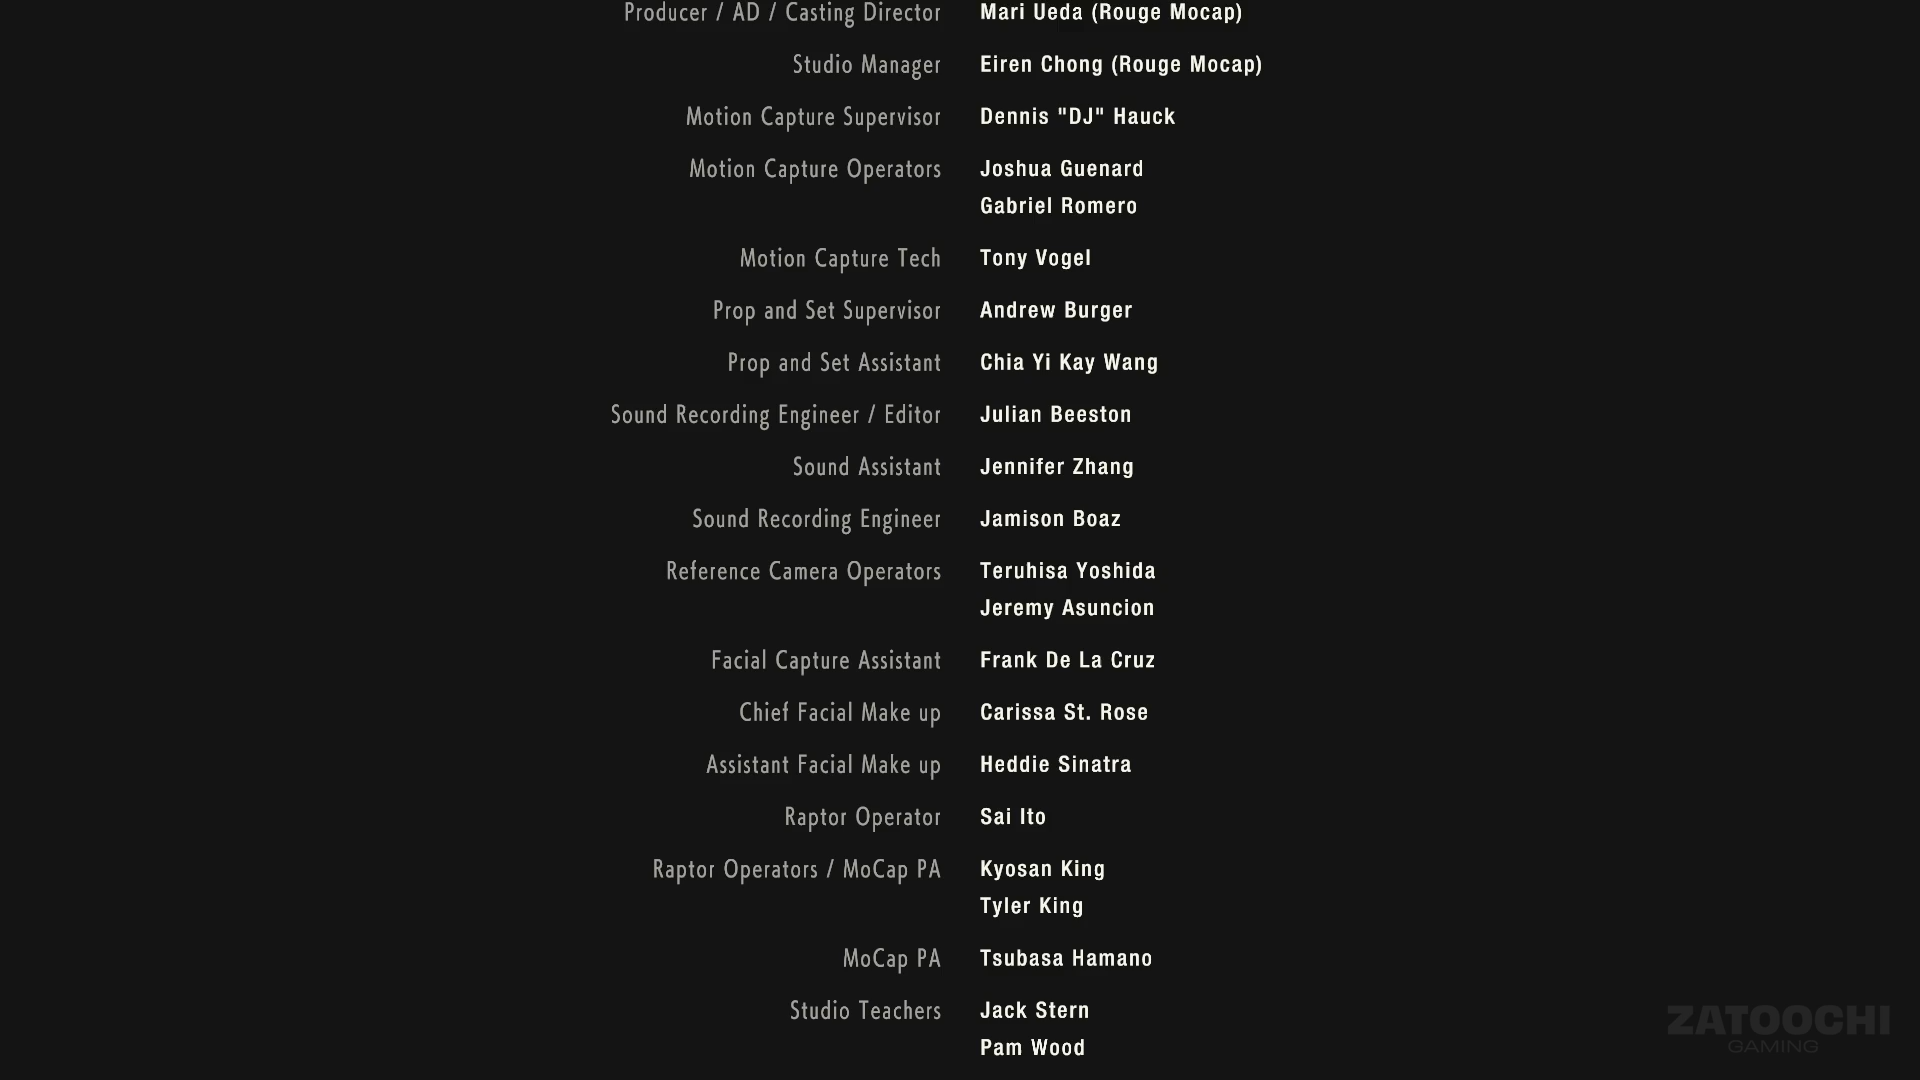 Producer / AD / Casting Director Mari Ueda (Rouge Mocap)
Studio Manager Eiren Chong (Rouge Mocap)
Motion Capture Supervisor Dennis "DJ" Hauck
Motion Capture Operators Joshua Guenard
Gabriel Romero
Motion Capture Tech Tony Vogel
Prop and Set Supervisor Andrew Burger
Prop and Set Assistant Chia Yi Kay Wang
Sound Recording Engineer / Editor Julian Beeston
Sound Assistant Jennifer Zhang
Sound Recording Engineer Jamison Boaz
Reference Camera Operators Teruhisa Yoshida
Jeremy Asuncion
Facial Capture Assistant Frank De La Cruz
Chief Facial Make up Carissa St. Rose
Assistant Facial Make up Heddie Sinatra
Raptor Operator Sai Ito
Raptor Operators / MoCap PA Kyosan King
Tyler King
MoCap PA Tsubasa Hamano
Studio Teachers Jack Stern
Pam Wood
ZATOOCHI
GAMING